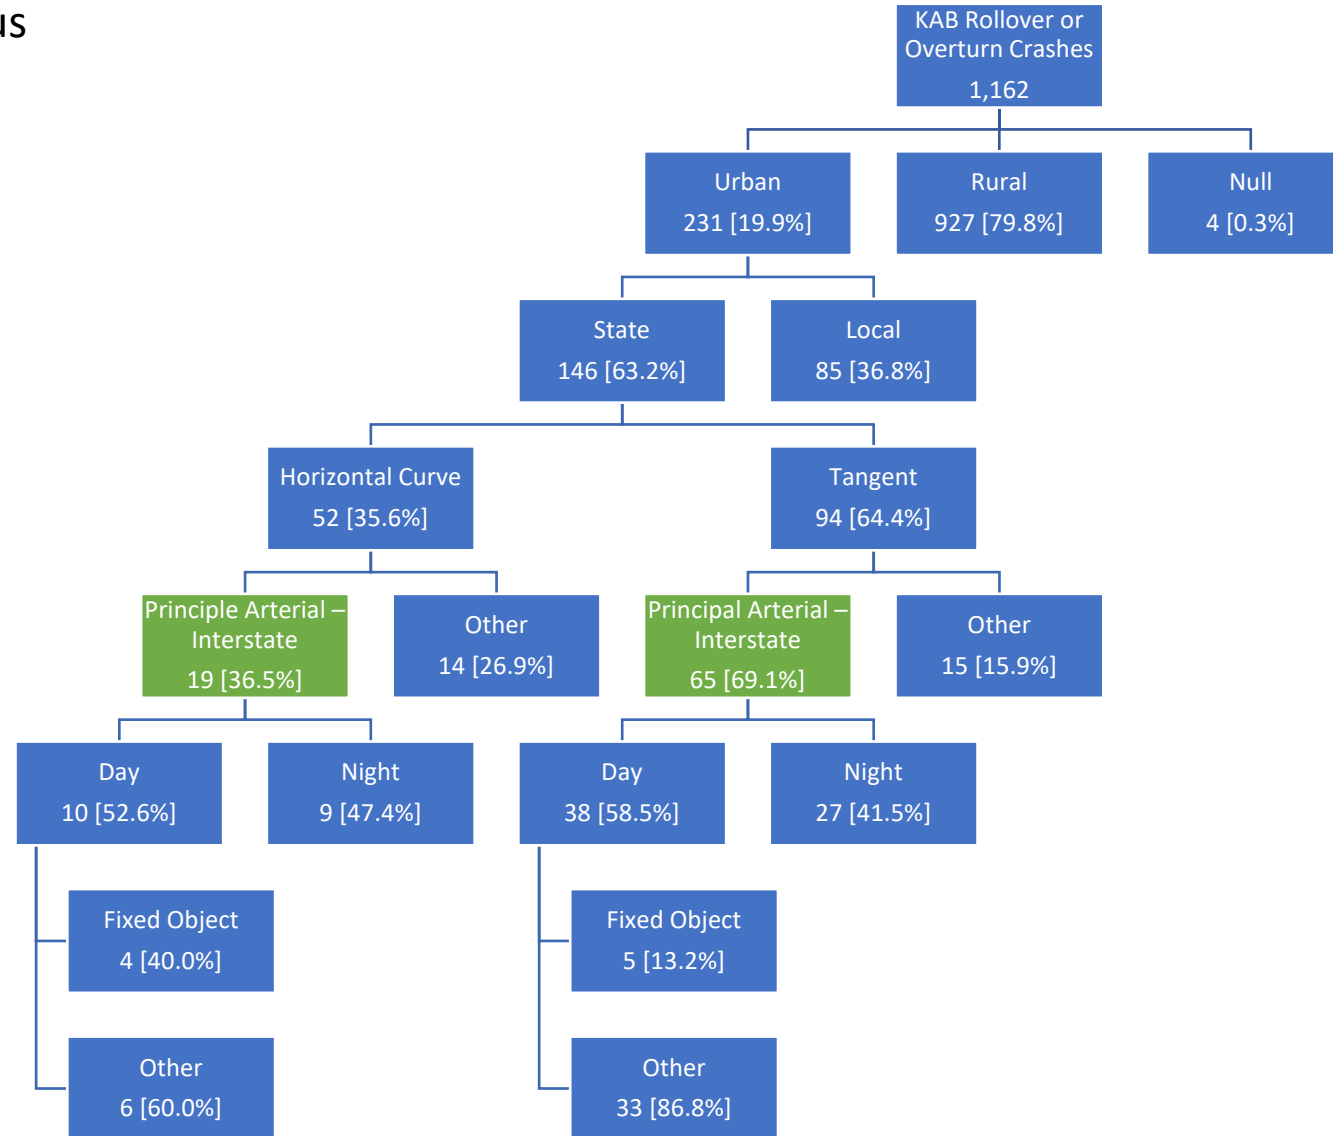 us
KAB Rollover or
Overturn Crashes
1,162
Urban
231 [19.9%]
Rural
927 [79.8%]
Null
4 [0.3%]
State
146 [63.2%]
Local
85 [36.8%]
Horizontal Curve
52 [35.6%]
Tangent
94 [64.4%]
Principle Arterial –
Interstate
19 [36.5%]
Other
14 [26.9%]
Principal Arterial –
Interstate
65 [69.1%]
Other
15 [15.9%]
Day
10 [52.6%]
Night
9 [47.4%]
Day
38 [58.5%]
Night
27 [41.5%]
Fixed Object
4 [40.0%]
Fixed Object
5 [13.2%]
Other
6 [60.0%]
Other
33 [86.8%]